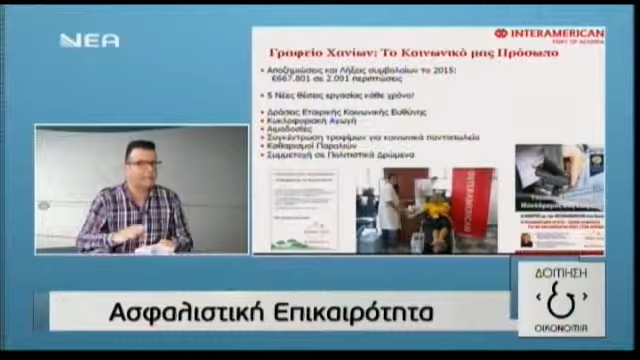 ΝΕΑ
INTERAMERICAN
PART OF ACHMEA
Γραφείο Χανίων: Το Κοινωνικό μας Πρόσωπο
Αποζημιώσεις και Λήξεις συμβολαίων το 2015:
€667.801 σε 2.091 περιπτώσεις
5 Νέες θέσεις εργασίας κάθε χρόνο!
Δράσεις Εταιρικής Κοινωνικής Ευθύνης
Κυκλοφοριακή Αγωγή
Αιμοδοσίες
Συγκέντρωση τροφίμων για κοινωνικά παντοπωλεία
Καθαρισμοί Παραλιών
Συμμετοχή σε Πολιτιστικά Δρώμενα
INTERAMERICAN
ΔΟΜΗΣΗ
&
ΟΙΚΟΝΟΜΙΑ
Ασφαλιστική Επικαιρότητα